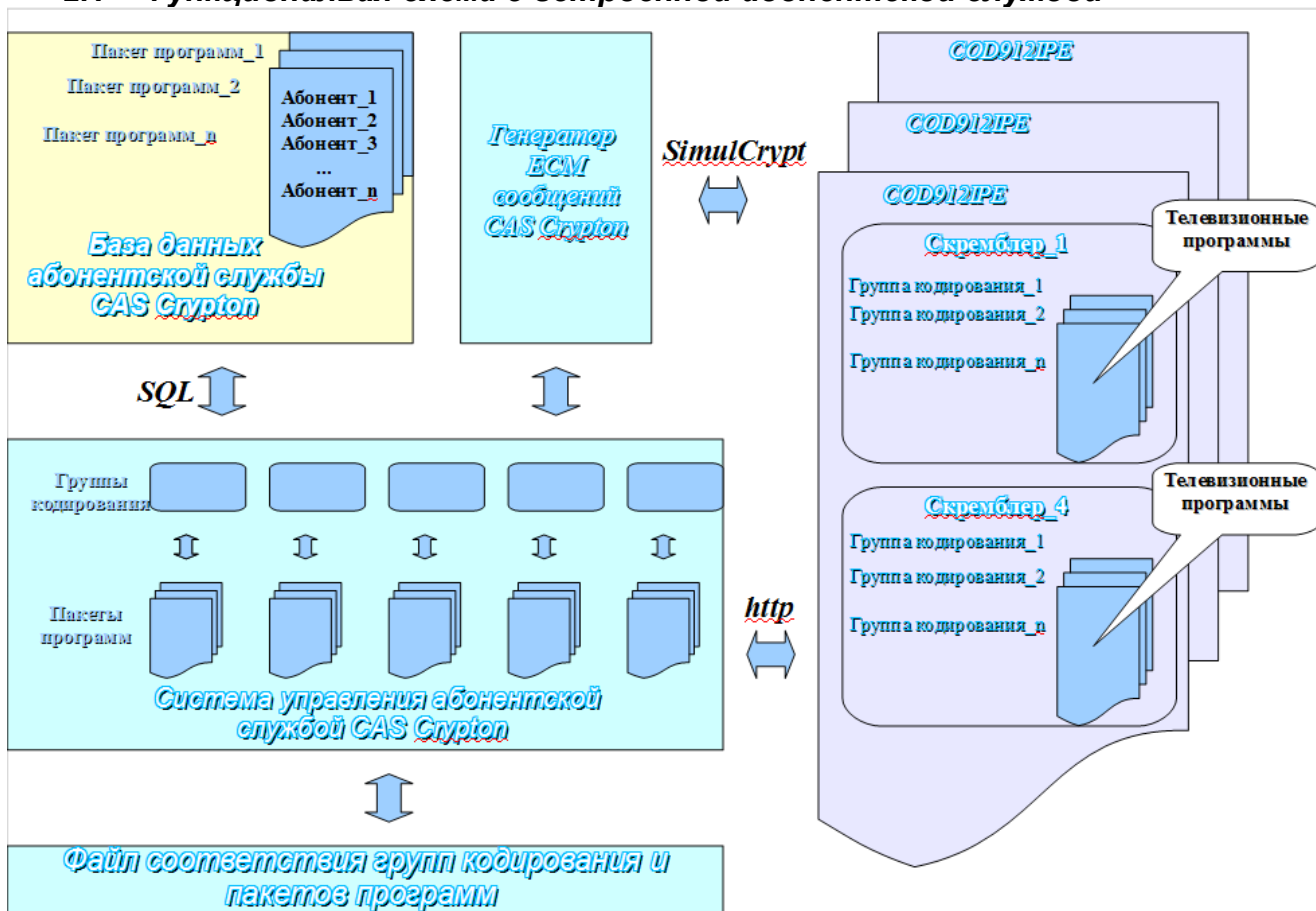 Пакет программ_1
Пакет программ_2
Пакет программ_n
Абонент_1
Абонент_2
Абонент_3
...
Абонент_n
База данных
абонентской службы
CAS Crypton
Генератор
ECM
сообщений
CAS Crypton
SimulCrypt
COD912IPE
COD912IPE
COD912IPE
Скремблер_1
Группа кодирования_1
Группа кодирования_2
Группа кодирования_n
Телевизионные
программы
Скремблер_4
Группа кодирования_1
Группа кодирования_2
Группа кодирования_n
Телевизионные
программы
SQL
Группы
кодирования
Пакеты
программ
Система управления абонентской
службой CAS Crypton
http
Файл соответствия групп кодирования и
пакетов программ